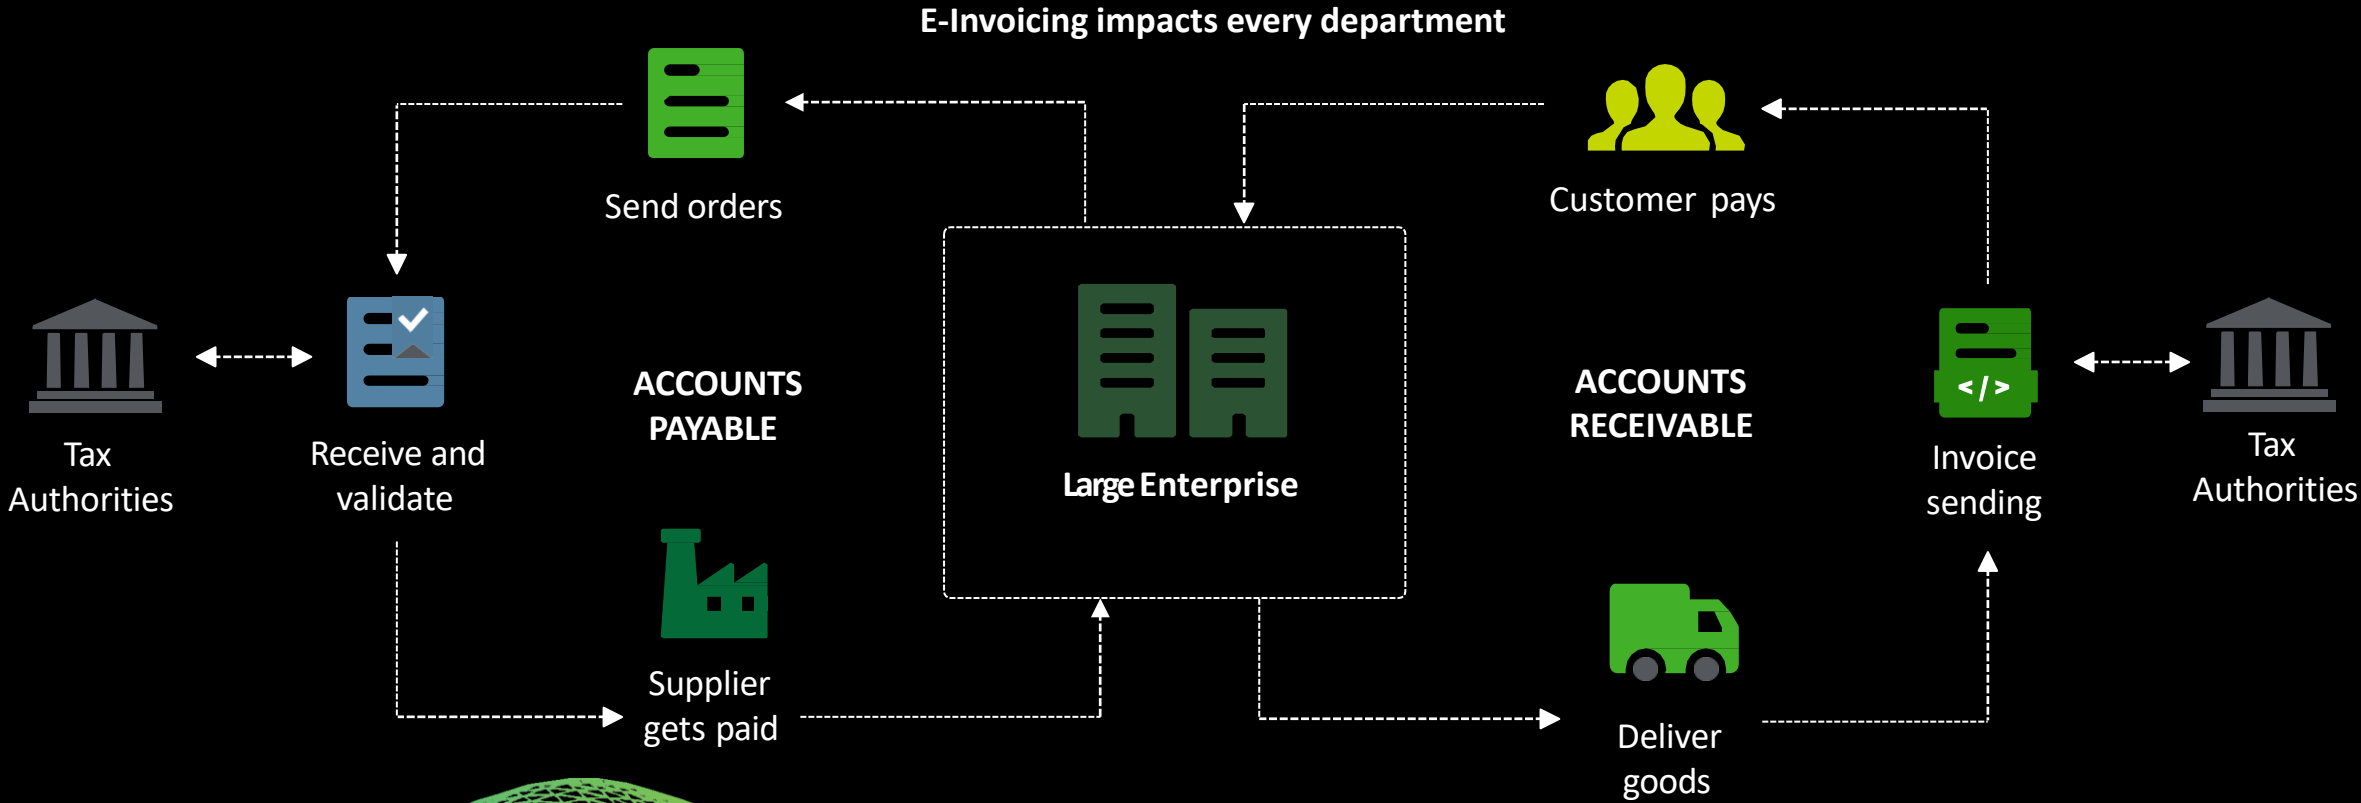 E-Invoicing impacts every department
Send orders
Customer pays
Tax
Authorities
Receive and
validate
ACCOUNTS
PAYABLE
Large Enterprise
ACCOUNTS
RECEIVABLE
</>
Invoice
sending
Tax
Authorities
Supplier
gets paid
Deliver
goods